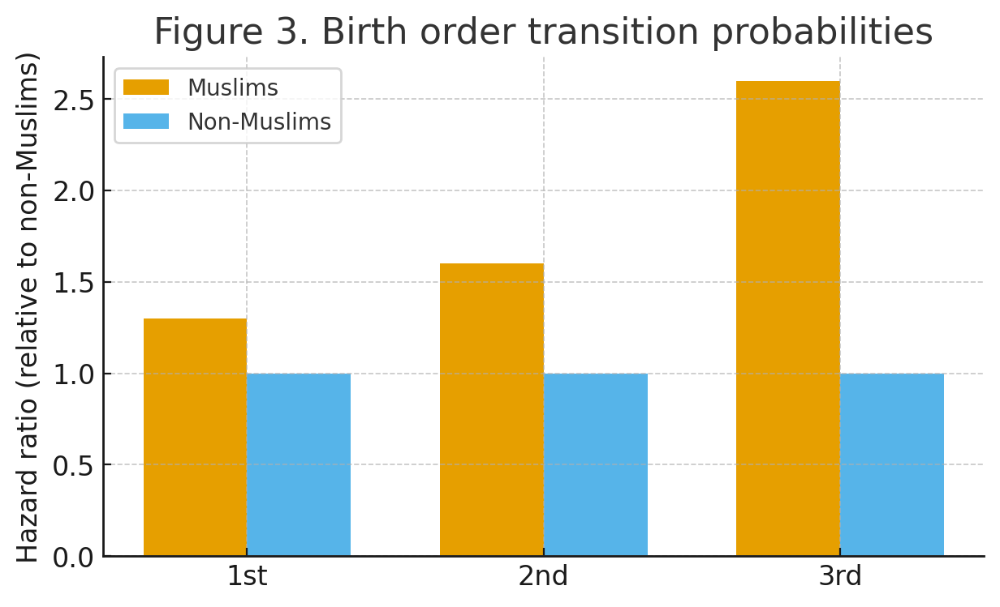 Figure 3. Birth order transition probabilities
Hazard ratio (relative to non-Muslims)
2.5
2.0
1.5
1.0
0.5
0.0
Muslims
Non-Muslims
1st
2nd
3rd